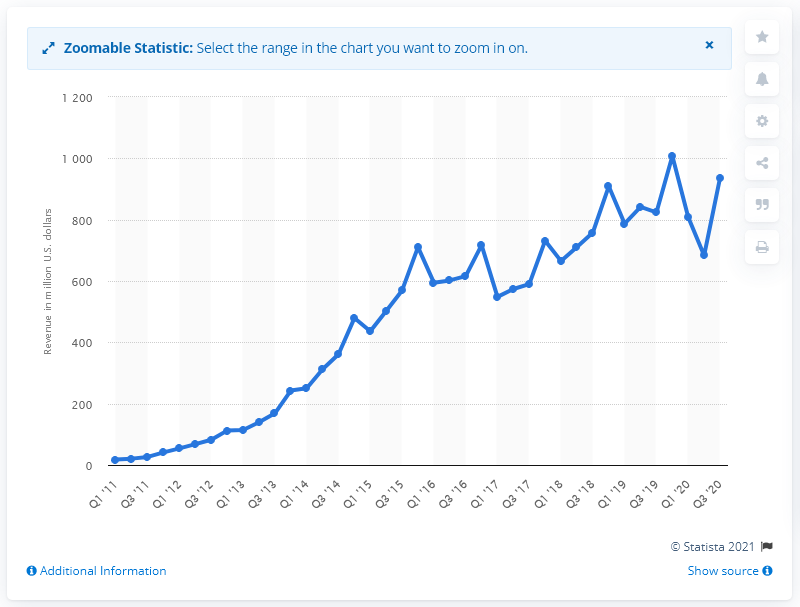 Zoomable Statistic: Select the range in the chart you want to zoom in on.
×
1 200
1 000
800
600
400
200
0
Revenue in million U.S. dollars
Q1 '11
Q3 '11
Q1 '12
Q3 '12
Q1 '13
Q3 '13
Q1 '14
Q3 '14
Q1 '15
Q3 '15
Q1 '16
Q3 '16
Q1 '17
Q3 '17
Q1 '18
Q3 '18
Q1 '19
Q3 '19
Q1 '20
Q3 '20
© Statista 2021
Additional Information
Show source